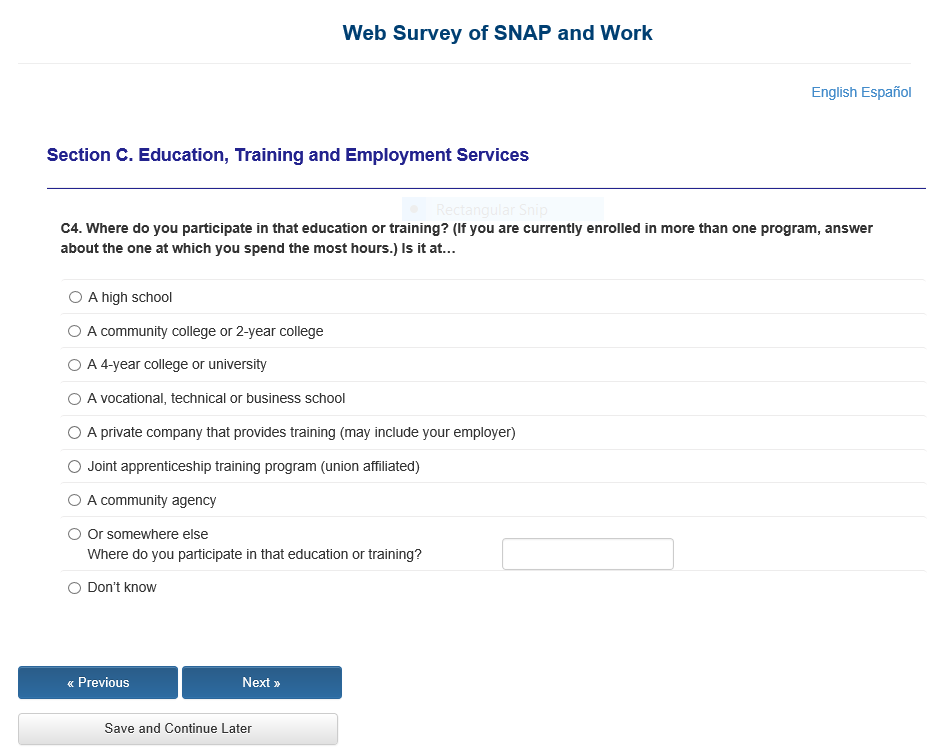 Web Survey of SNAP and Work
English Español
Section C. Education, Training and Employment Services
Rectangular Snip
C4. Where do you participate in that education or training? (If you are currently enrolled in more than one program, answer
about the one at which you spend the most hours.) Is it at…
A high school
A community college or 2-year college
A 4-year college or university
A vocational, technical or business school
A private company that provides training (may include your employer)
Joint apprenticeship training program (union affiliated)
A community agency
Or somewhere else
Where do you participate in that education or training?
Don't know
« Previous
Next »
Save and Continue Later